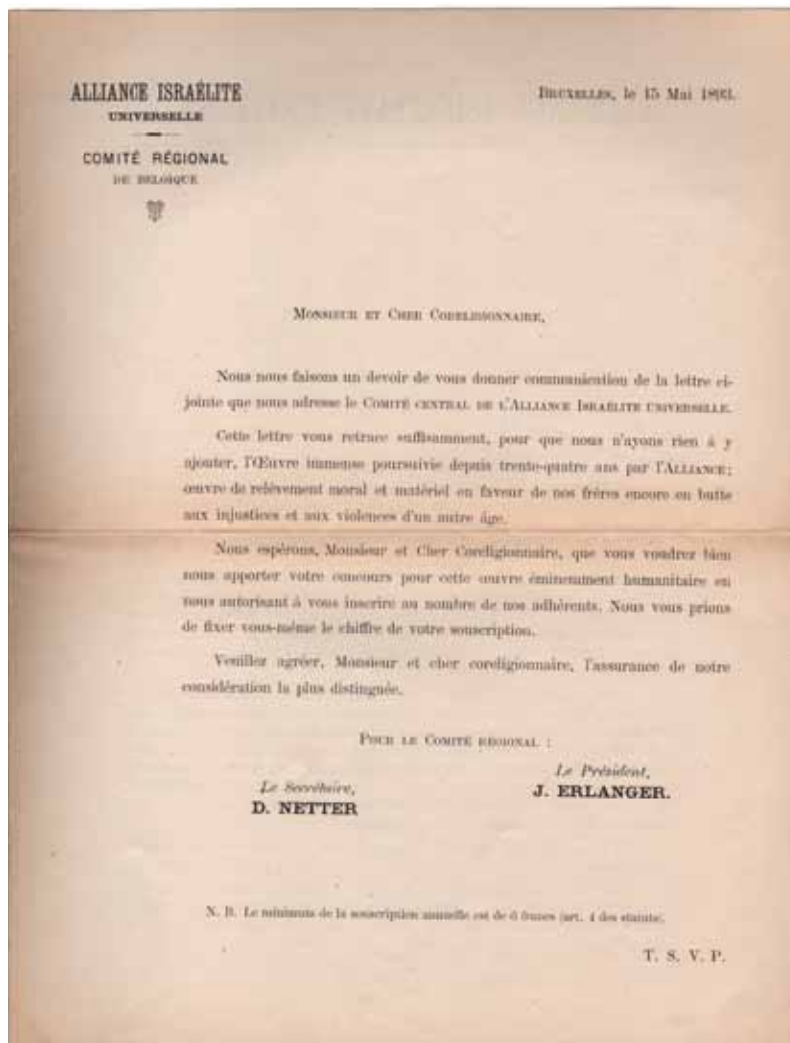 ALLIANCE ISRAÉLITE
UNIVERSELLE
COMITÉ RÉGIONAL
DE BELGIQUE
BRUXELLES, le 15 Mai
MONSIEUR ET CHER CORELIGIONNAIRE,
Nous nous faisons un devoir de vous donner communication de la lettre ci-
jointe que nous adresse le COMITÉ CENTRAL DE L'ALLIANCE ISRAÉLITE UNIVERSELLE.
Cette lettre vous retrace suffisamment, pour que nous n'ayons rien à y
ajouter, l'Œuvre immense poursuivie depuis trente-quatre ans par l'ALLIANCE;
œuvre de relèvement moral et matériel en faveur de nos frères encore en butte
aux injustices et aux violences d'un autre âge.
Nous espérons, Monsieur et Cher Coreligionnaire, que vous voudrez bien
nous apporter votre concours pour cette œuvre éminemment humanitaire en
nous autorisant à vous inscrire au nombre de nos adhérents. Nous vous prions
de fixer vous-même le chiffre de votre souscription.
Veuillez agréer, Monsieur et cher coreligionnaire, l'assurance de notre
considération la plus distinguée.
POUR LE COMITÉ RÉGIONAL :
Le Président,
J. ERLANGER.
Le Secrétaire,
D. NETTER
N. B. Le minimum de la souscription annuelle est de 6 francs (art. 4 des statuts).
T. S. V. P.